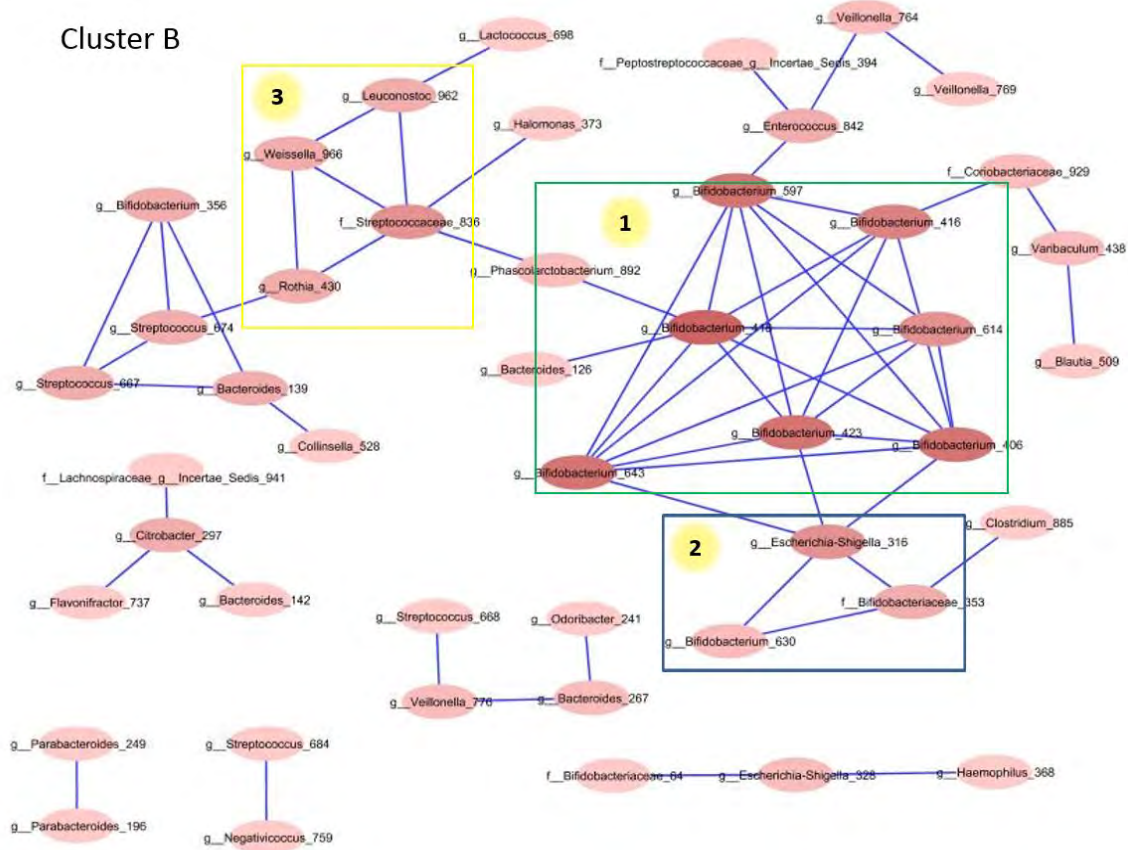 Cluster B
g__Lactococcus_698
g__Veillonella_764
f__Peptostreptococcaceae_g__Incertae_Sedis_394
g__Veillonella_769
3
g__Leuconostoc_962
g__Halomonas_373
g__Enterococcus_842
g__Weissella_966
f__Coriobacteriaceae_929
g__Bifidobacterium_597
g__Bifidobacterium_356
1
f__Streptococcaceae_836
g__Bifidobacterium_416
g__Varibaculum_438
g__Phascolarctobacterium_892
g__Rothia_430
g__Streptococcus_674
g__Bifidobacterium_418
g__Bifidobacterium_614
g__Blautia_509
g__Bacteroides_126
g__Streptococcus_667
g__Bacteroides_139
g__Bifidobacterium_423
g__Collinsella_528
g__Bifidobacterium_406
g__Bifidobacterium_643
f__Lachnospiraceae_g__Incertae_Sedis_941
g__Clostridium_885
g__Citrobacter_297
g__Escherichia-Shigella_316
2
g__Flavonifractor_737
g__Bacteroides_142
f__Bifidobacteriaceae_353
g__Streptococcus_668
g__Odoribacter_241
g__Bifidobacterium_630
g__Veillonella_776
g__Bacteroides_267
g__Parabacteroides_249
g__Streptococcus_684
f__Bifidobacteriaceae_64
g__Escherichia-Shigella_328
g__Haemophilus_368
g__Parabacteroides_196
g__Negativicoccus_759